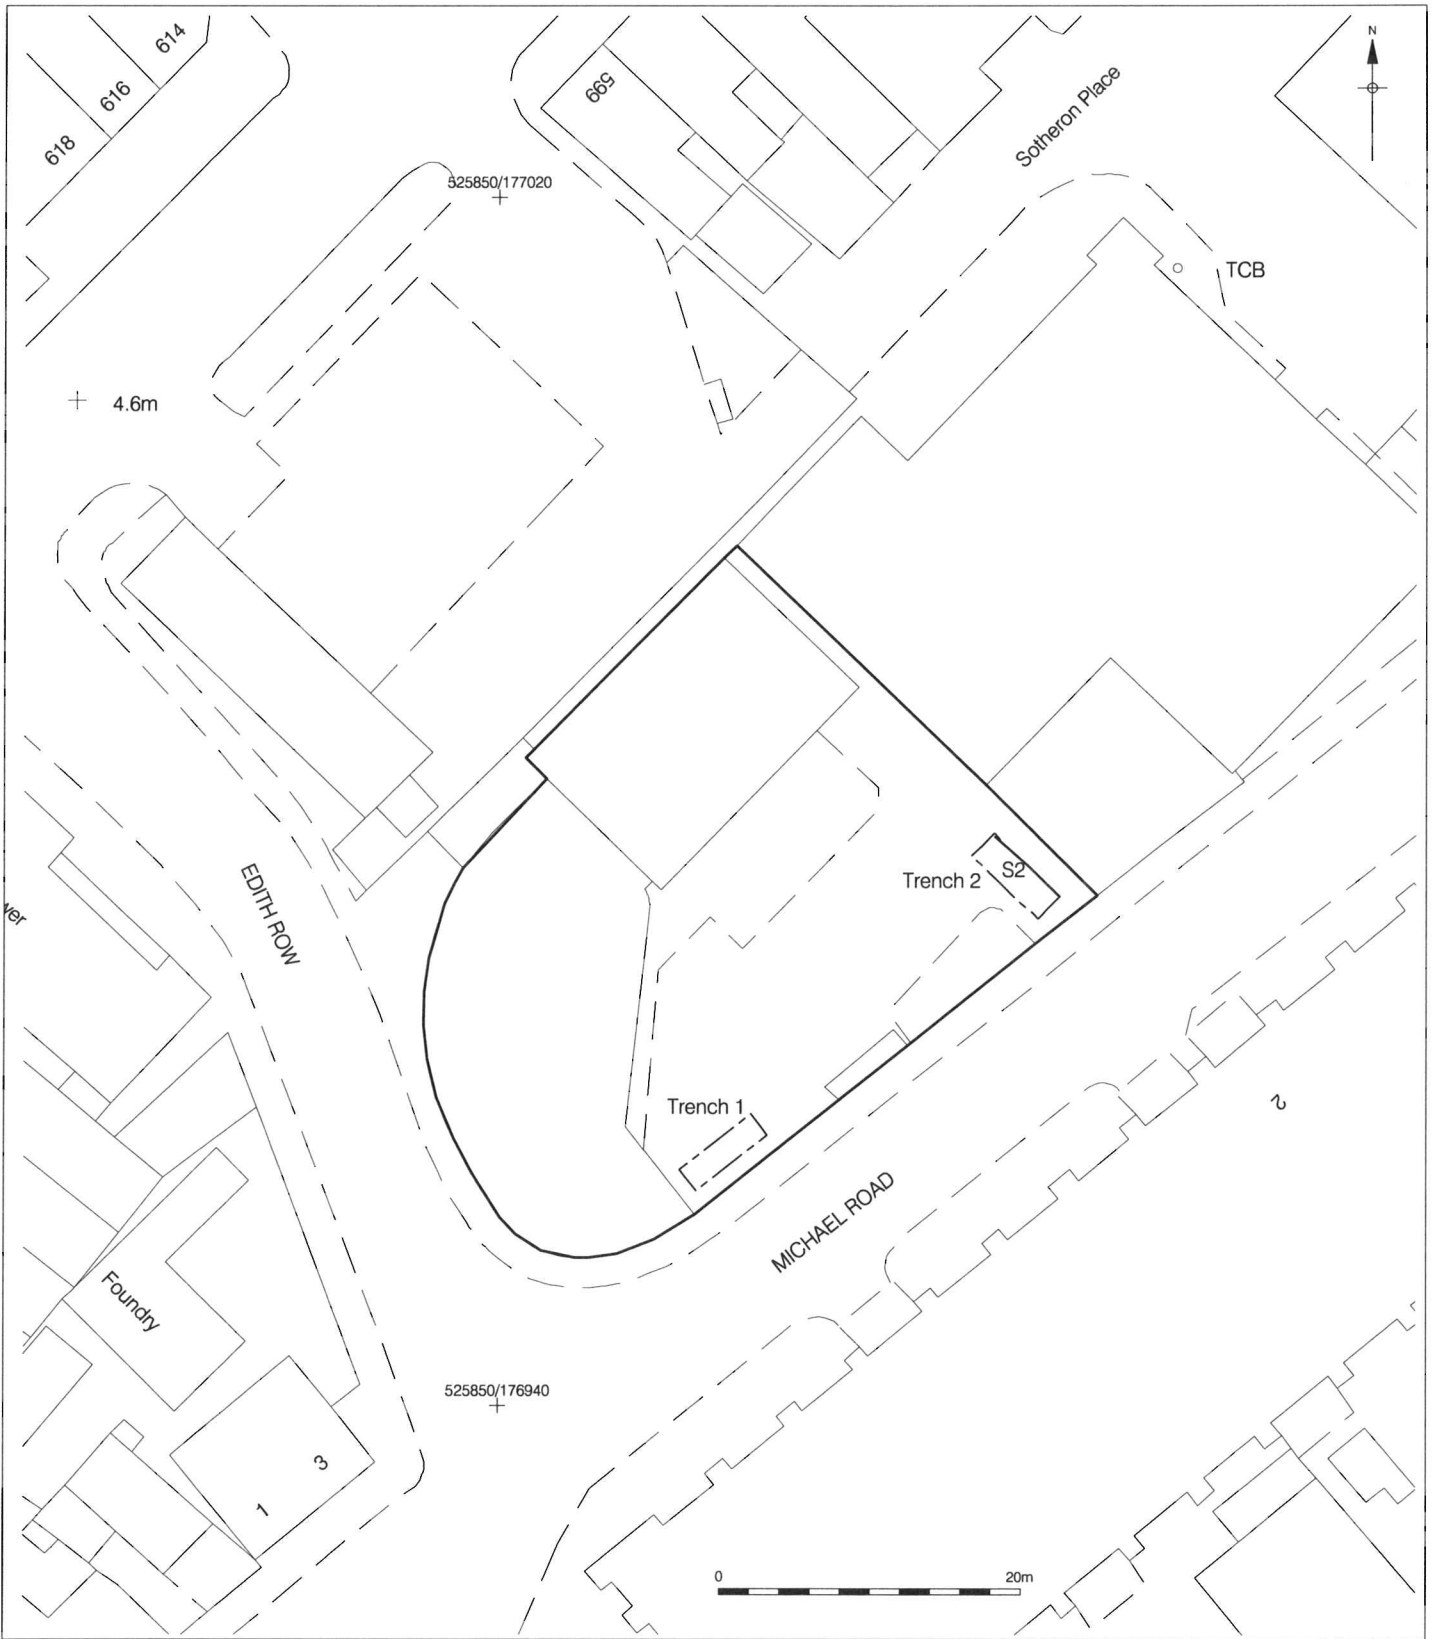 614
616
618
599
N
Sotheron Place
525850/177020
TCB
4.6m
EDITH ROW
wer
S2
Trench 2
Trench 1
2
MICHAEL ROAD
Foundry
525850/176940
3
1
0
20m